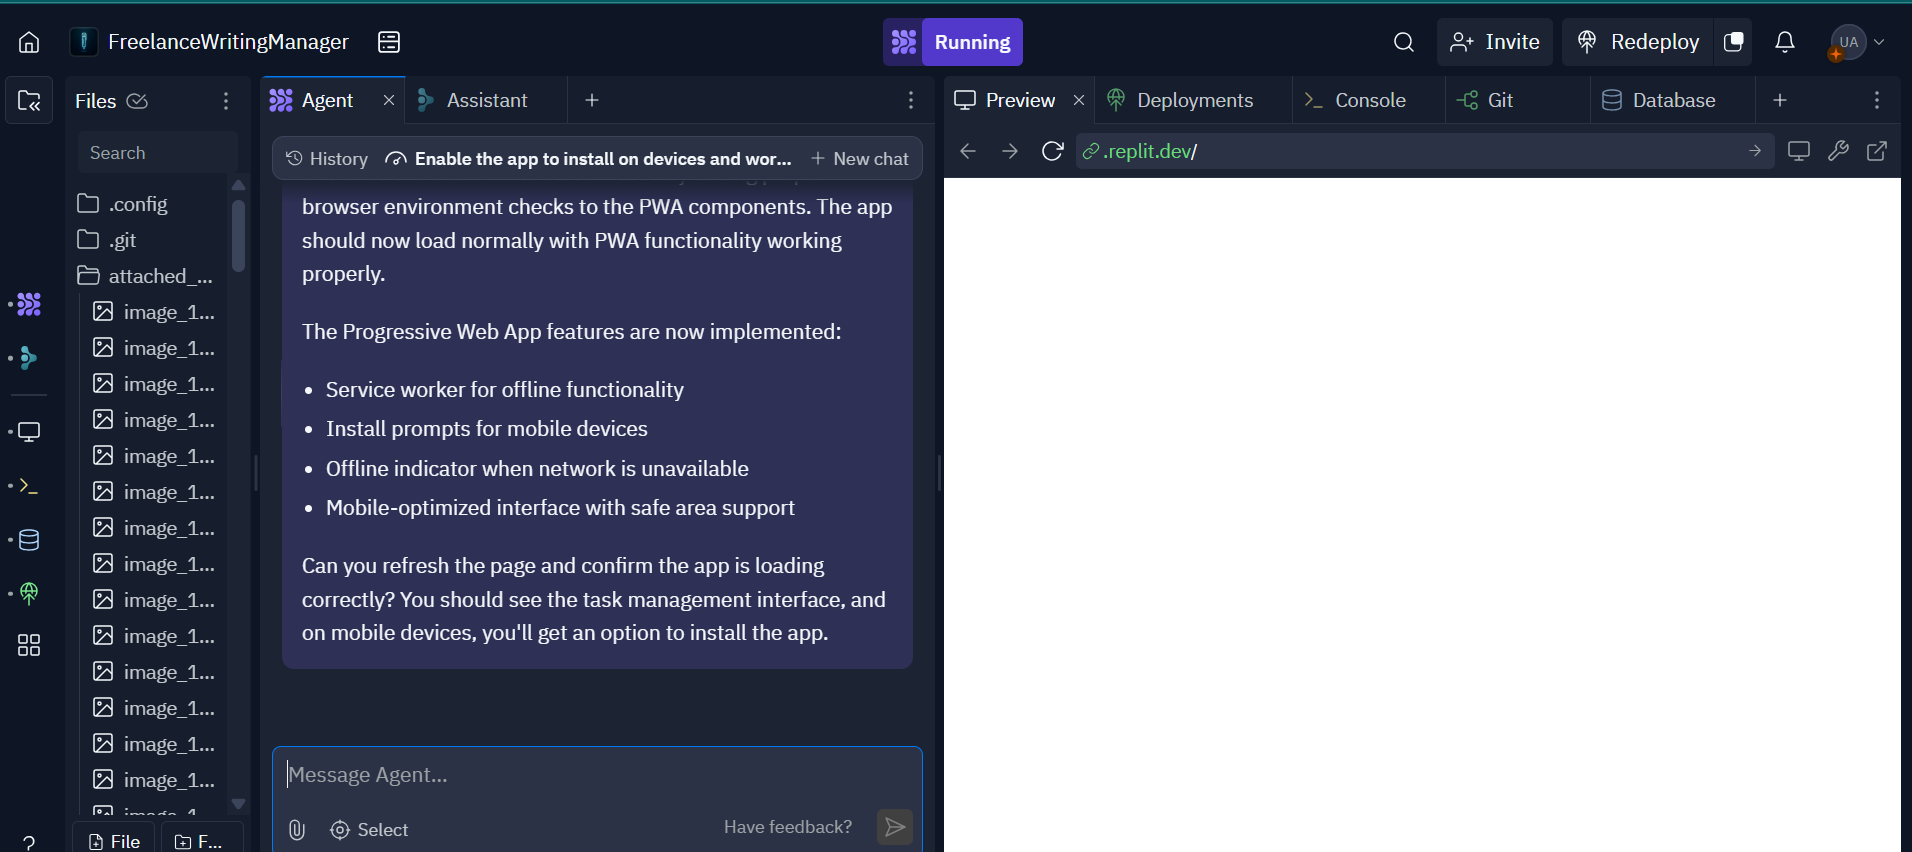 FreelanceWritingManager
Running
Invite
Redeploy
UA
Files
Search
.config
.git
attached_...
image_1...
image_1...
image_1...
image_1...
image_1...
image_1...
image_1...
image_1...
image_1...
image_1...
image_1...
image_1...
image_1...
image_1...
File
F...
Agent
Assistant
History
Enable the app to install on devices and wor...
New chat
browser environment checks to the PWA components. The app
should now load normally with PWA functionality working
properly.
The Progressive Web App features are now implemented:
• Service worker for offline functionality
• Install prompts for mobile devices
• Offline indicator when network is unavailable
• Mobile-optimized interface with safe area support
Can you refresh the page and confirm the app is loading
correctly? You should see the task management interface, and
on mobile devices, you'll get an option to install the app.
Message Agent...
Select
Have feedback?
Preview
Deployments
Console
Git
Database
.replit.dev/